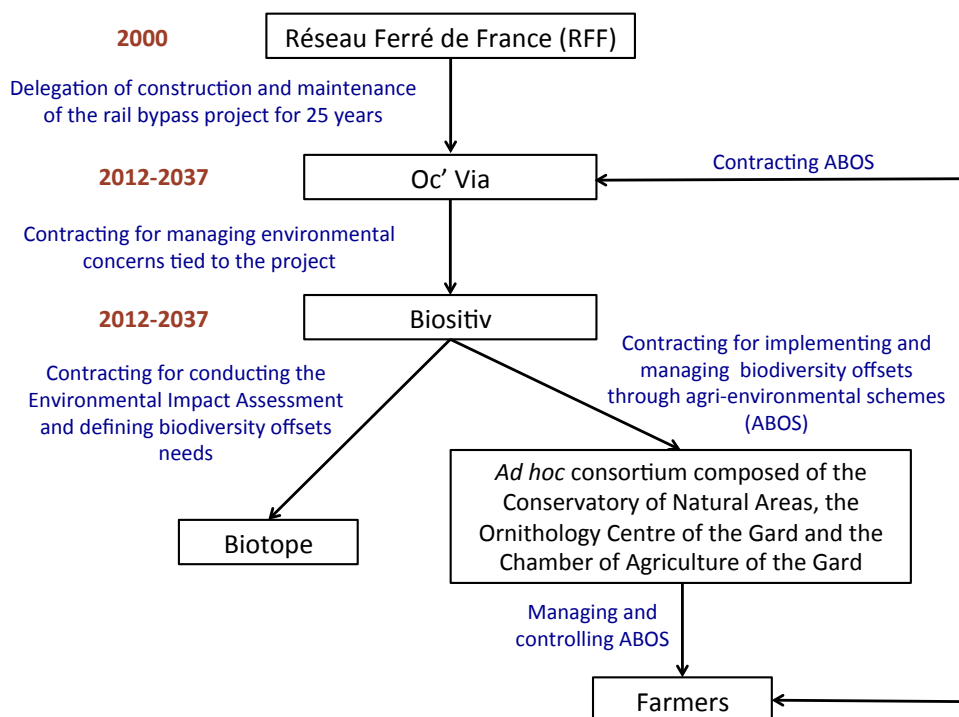 2000
Réseau Ferré de France (RFF)
Delegation of construction and maintenance
of the rail bypass project for 25 years
2012-2037
Oc’ Via
Contracting ABOS
Contracting for managing environmental
concerns tied to the project
2012-2037
Biositiv
Contracting for conducting the
Environmental Impact Assessment
and defining biodiversity offsets
needs
Contracting for implementing and
managing biodiversity offsets
through agri-environmental schemes
(ABOS)
Biotope
Ad hoc consortium composed of the
Conservatory of Natural Areas, the
Ornithology Centre of the Gard and the
Chamber of Agriculture of the Gard
Managing and
controlling ABOS
Farmers